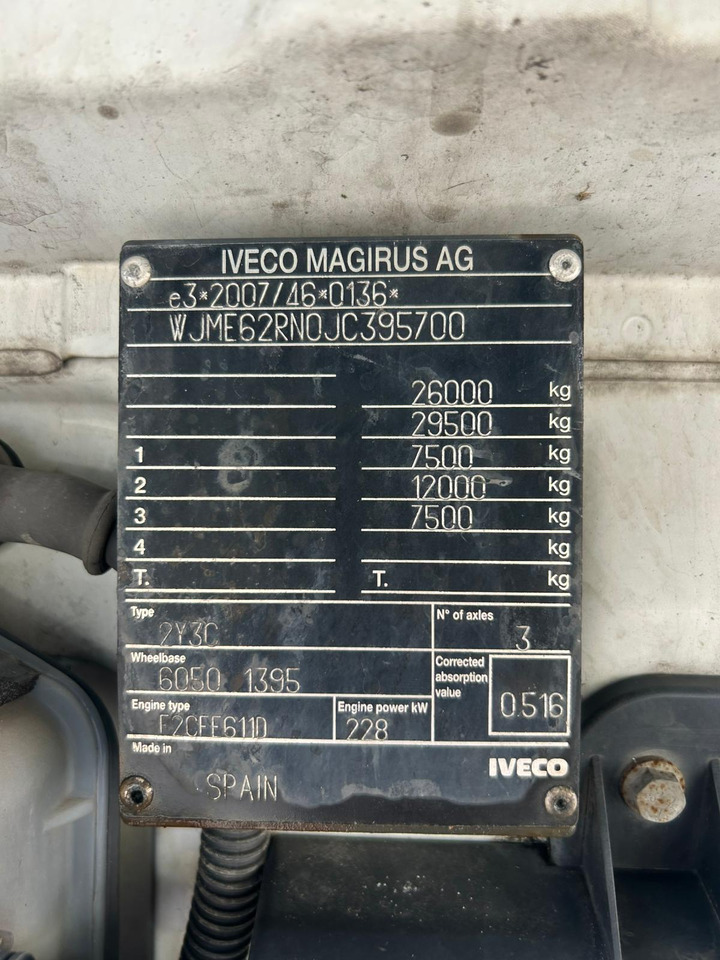 IVECO MAGIRUS AG
e3*2007/46*0136*
WJME62RN0JC395700
26000 kg
29500 kg
1 7500 kg
2 12000 kg
3 7500 kg
4 kg
T. T. kg
Type N° of axles
2Y3C 3
Wheelbase Corrected absorption value
6050 1395 0.516
Engine type Engine power kW
F2CFE611D 228
Made in IVECO
SPAIN